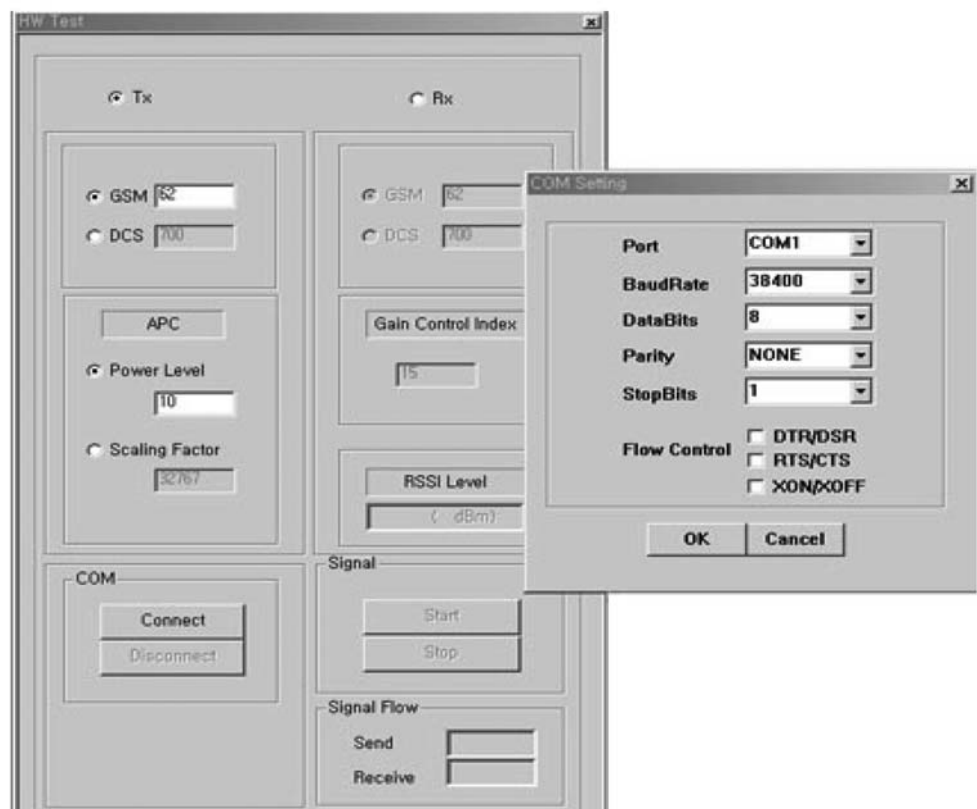 HW Test
Tx
Rx
GSM 62
DCS 700
GSM 62
DCS 700
APC
Power Level
10
Scaling Factor
32767
Gain Control Index
15
RSSI Level
( dBm)
COM
Connect
Disconnect
Signal
Start
Stop
Signal Flow
Send
Receive
COM Setting
Port COM1
BaudRate 38400
DataBits 8
Parity NONE
StopBits 1
Flow Control
DTR/DSR
RTS/CTS
XON/XOFF
OK Cancel